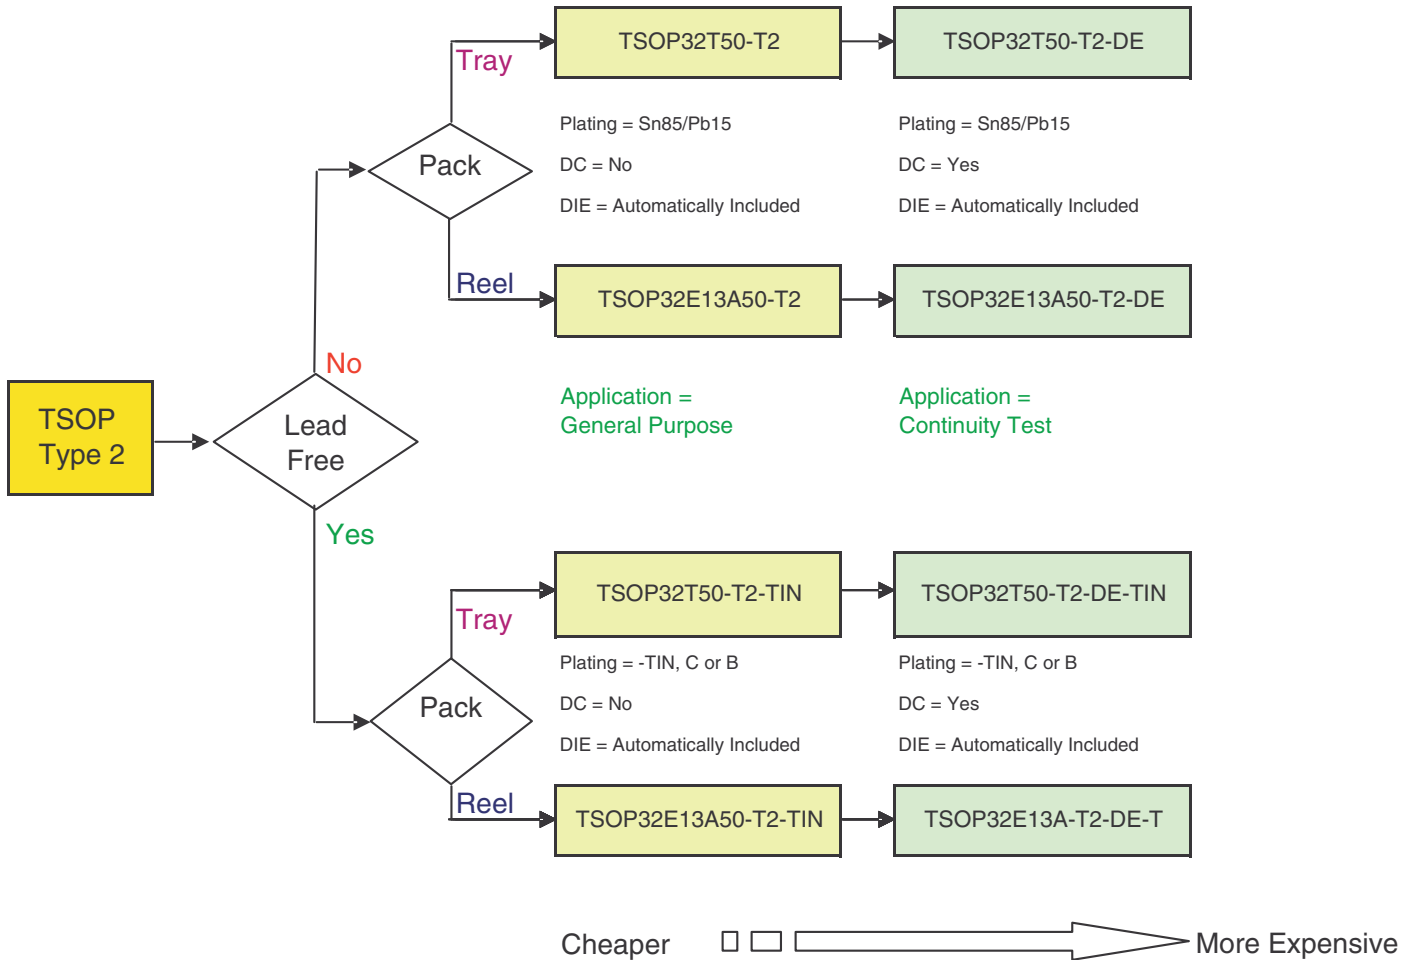 TSOP32T50-T2
TSOP32T50-T2-DE
Tray
Plating = Sn85/Pb15
Plating = Sn85/Pb15
Pack
DC = No
DC = Yes
DIE = Automatically Included
DIE = Automatically Included
Reel
TSOP32E13A50-T2
TSOP32E13A50-T2-DE
No
TSOP
Type 2
Lead
Free
Application =
General Purpose
Application =
Continuity Test
Yes
TSOP32T50-T2-TIN
TSOP32T50-T2-DE-TIN
Tray
Plating = -TIN, C or B
Plating = -TIN, C or B
Pack
DC = No
DC = Yes
DIE = Automatically Included
DIE = Automatically Included
Reel
TSOP32E13A50-T2-TIN
TSOP32E13A-T2-DE-T
Cheaper
More Expensive